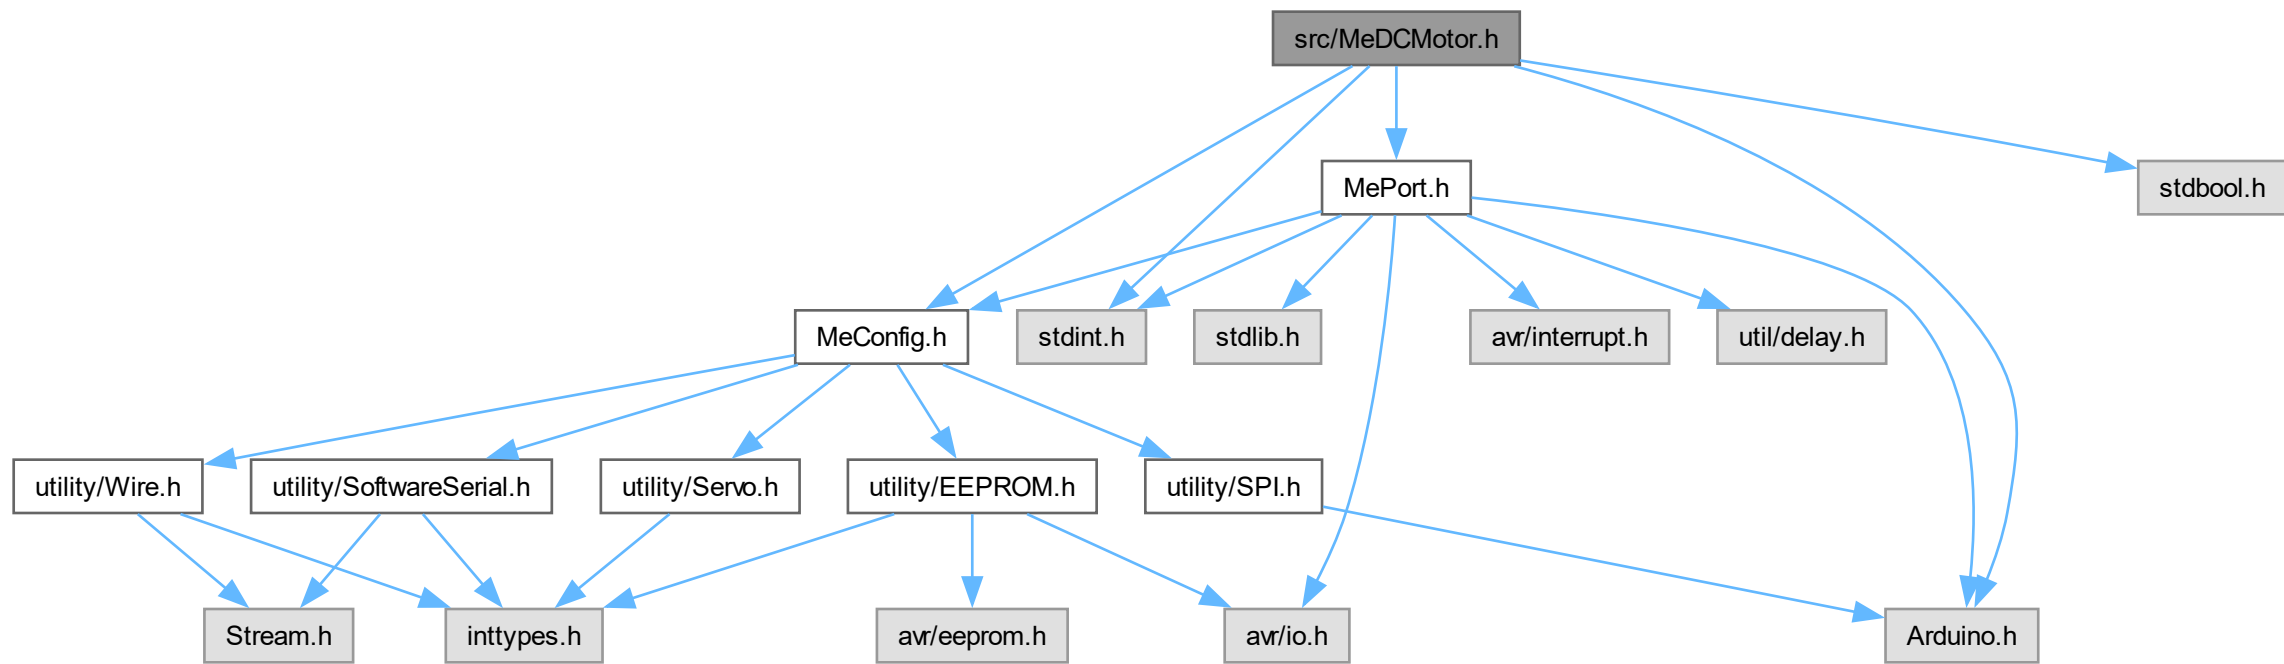 src/MeDCMotor.h
MePort.h
stdbool.h
MeConfig.h
stdint.h
stdlib.h
avr/interrupt.h
util/delay.h
utility/Wire.h
utility/SoftwareSerial.h
utility/Servo.h
utility/EEPROM.h
utility/SPI.h
Stream.h
inttypes.h
avr/eeprom.h
avr/io.h
Arduino.h